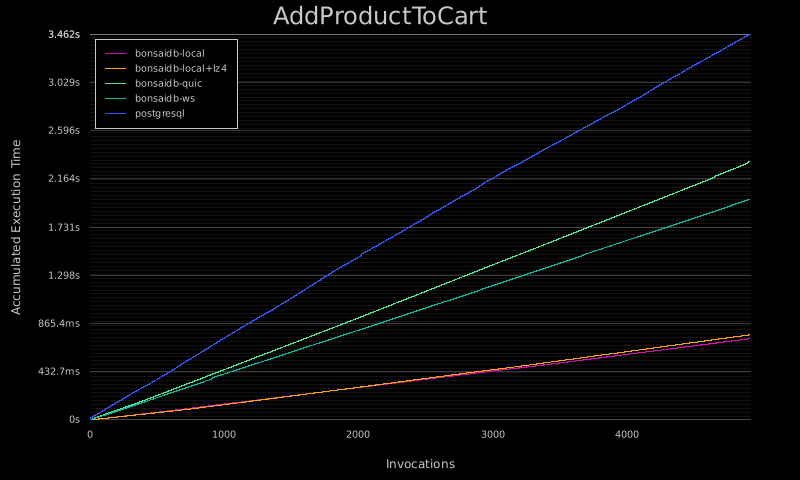 AddProductToCart
3.462s
3.029s
2.596s
2.164s
1.731s
1.298s
865.4ms
432.7ms
0s
bonsaidb-local
bonsaidb-local+lz4
bonsaidb-quic
bonsaidb-ws
postgresql
Accumulated Execution Time
0 1000 2000 3000 4000
Invocations